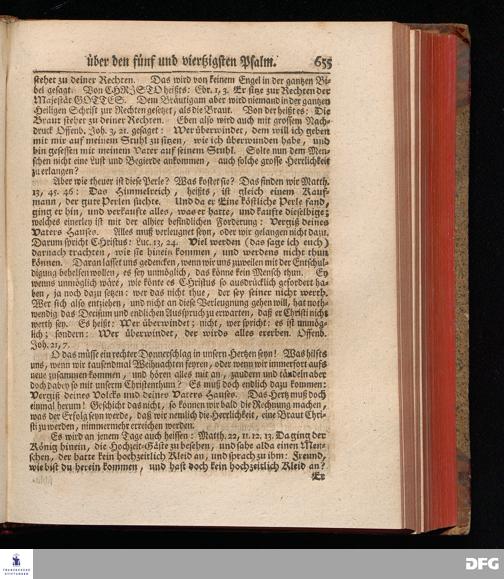 über den fünf und viertzigsten Psalm. 655
stehet zu deiner Rechten. Das wird von keinem Engel in der gantzen Bi-
bel gesagt. Von CHRISTO heißts: Ebr. 1, 3. Er sitze zur Rechten der
Majestät GOTTES. Dem Bräutigam aber wird niemand in der gantzen
Heiligen Schrift zur Rechten gesetzet, als die Braut. Von der heist es: Die
Braut stehet zu deiner Rechten. Eben also wird auch mit grossem Nach-
druck Offenb. Joh. 3, 21. gesaget: Wer überwindet, dem will ich geben
mit mir auf meinem Stuhl zu sitzen, wie ich überwunden habe, und
bin gesessen mit meinem Vater auf seinem Stuhl. Solte nun dem Men-
schen nicht eine Lust und Begierde ankommen, auch solche grosse Herrlichkeit
zu erlangen?
Aber wie theuer ist diese Perle? Was kostet sie? Das finden wir Matth.
13, 45. 46: Das Himmelreich, heißts, ist gleich einem Kauf-
mann, der gute Perlen suchte. Und da er Eine köstliche Perle fand,
ging er hin, und verkaufte alles, was er hatte, und kaufte dieselbige;
welches einerley ist mit der alhier befindlichen Forderung: Vergiß deines
Vaters Hauses. Alles muß verleugnet seyn, oder wir gelangen nicht dazu.
Darum spricht Christus: Luc. 13, 24. Viel werden (das sage ich euch)
darnach trachten, wie sie hinein kommen, und werdens nicht thun
können. Daran lasset uns gedencken, wenn wir uns zuweilen mit der Entschul-
digung behelfen wollen, es sey unmöglich, das könne kein Mensch thun. Ey
wenns unmöglich wäre, wie könte es Christus so ausdrücklich gefordert ha-
ben, ja noch dazu setzen: wer das nicht thue, der sey seiner nicht werth.
Wer sich also entziehen, und nicht an diese Verleugnung gehen will, hat noth-
wendig das Decisum und endlichen Ausspruch zu erwarten, daß er Christi nicht
werth sey. Es heißt: Wer überwindet; nicht, wer spricht: es ist unmög-
lich; sondern: Wer überwindet, der wirds alles ererben. Offenb.
Joh. 21, 7.
O das müsse ein rechter Donnerschlag in unsern Hertzen seyn! Was hilfts
uns, wenn wir tausendmal Weihnachten feyren, oder wenn wir immerfort aufs
neue zusammen kommen, und hören alles mit an, zaudern und tändeln aber
doch dabey so mit unserm Christenthum? Es muß doch endlich dazu kommen:
Vergiß deines Volcks und deines Vaters Hauses. Das Hertz muß doch
einmal herum! Geschicht das nicht, so können wir bald die Rechnung machen,
was der Erfolg seyn werde, daß wir nemlich die Herrlichkeit, eine Braut Chri-
sti zu werden, nimmermehr erreichen werden.
Es wird an jenem Tage auch heissen: Matth. 22, 11. 12. 13. Da ging der
König hinein, die Hochzeit-Gäste zu besehen, und sahe alda einen Men-
schen, der hatte kein hochzeitlich Kleid an, und sprach zu ihm: Freund,
wie bist du herein kommen, und hast doch kein hochzeitlich Kleid an?
Er
DFG